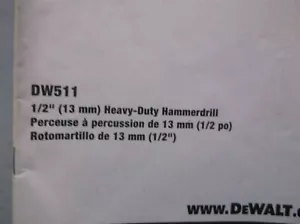 DW511
1/2" (13 mm) Heavy-Duty Hammerdrill
Perceuse à percussion de 13 mm (1/2 po)
Rotomartillo de 13 mm (1/2")
www.DEWALT.c